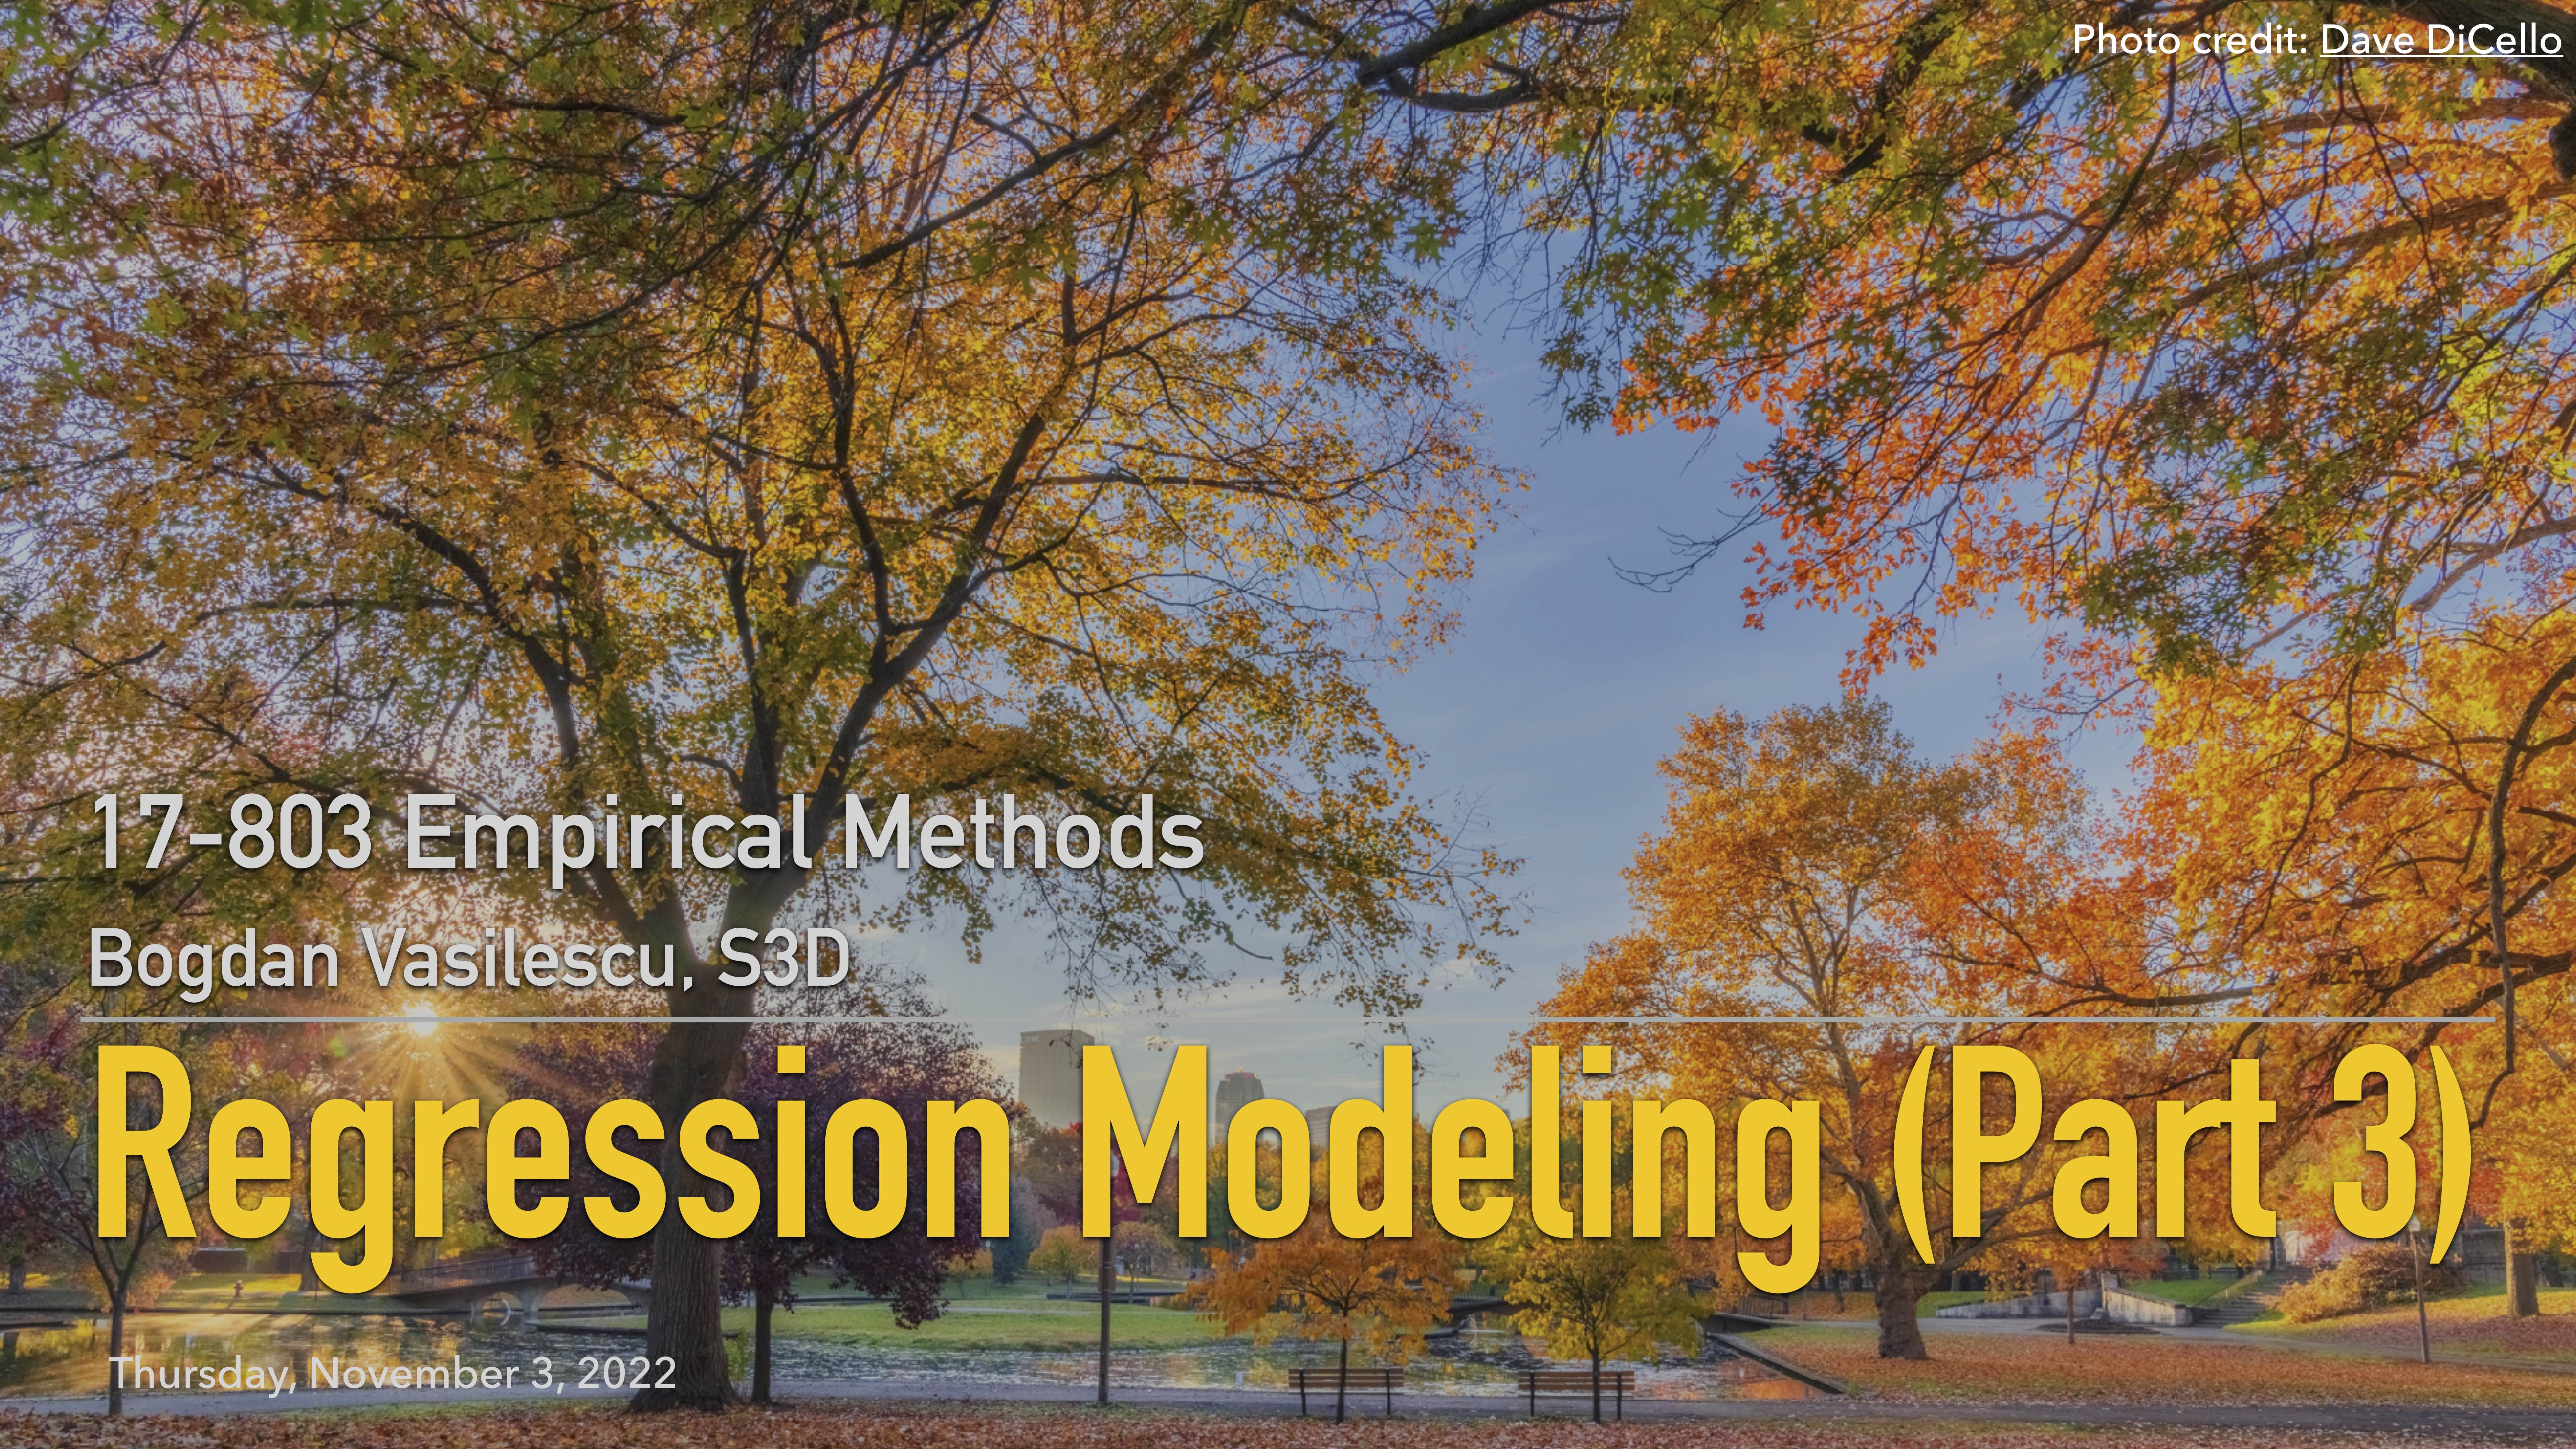 Photo credit: Dave DiCello
17-803 Empirical Methods
Bogdan Vasilescu, S3D
Regression Modeling (Part 3)
Thursday, November 3, 2022